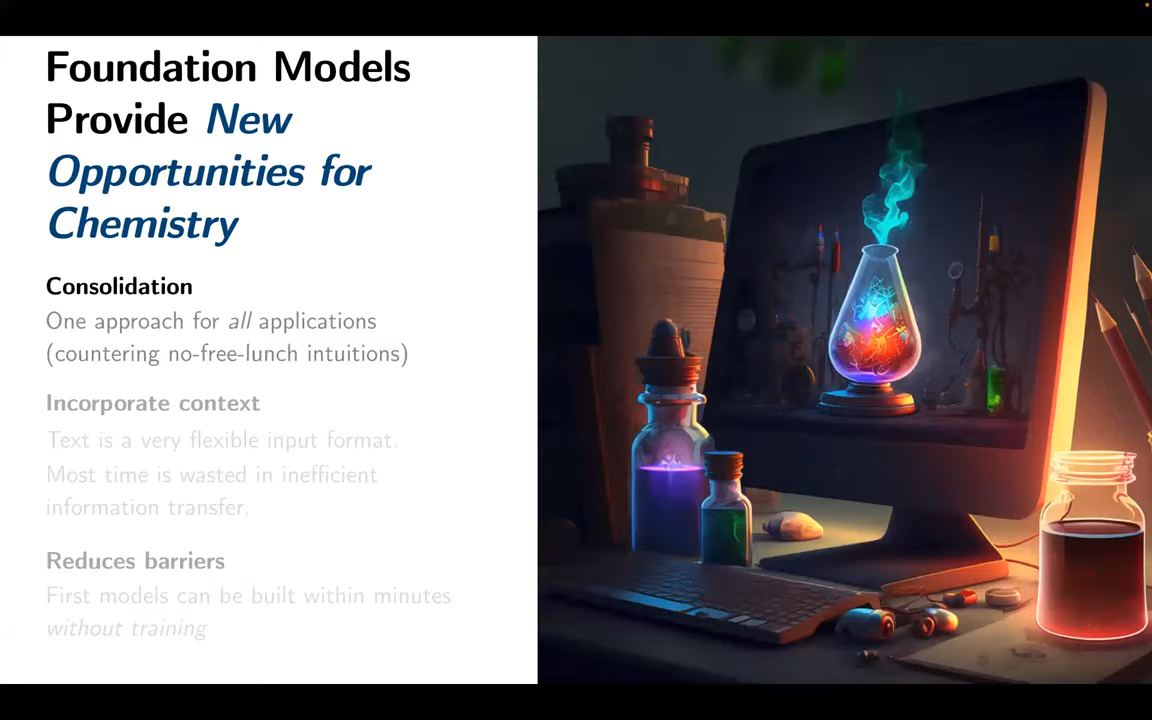 Foundation Models
Provide New
Opportunities for
Chemistry
Consolidation
One approach for all applications
(countering no-free-lunch intuitions)
Incorporate context
Text is a very flexible input format.
Most time is wasted in inefficient
information transfer.
Reduces barriers
First models can be built within minutes
without training